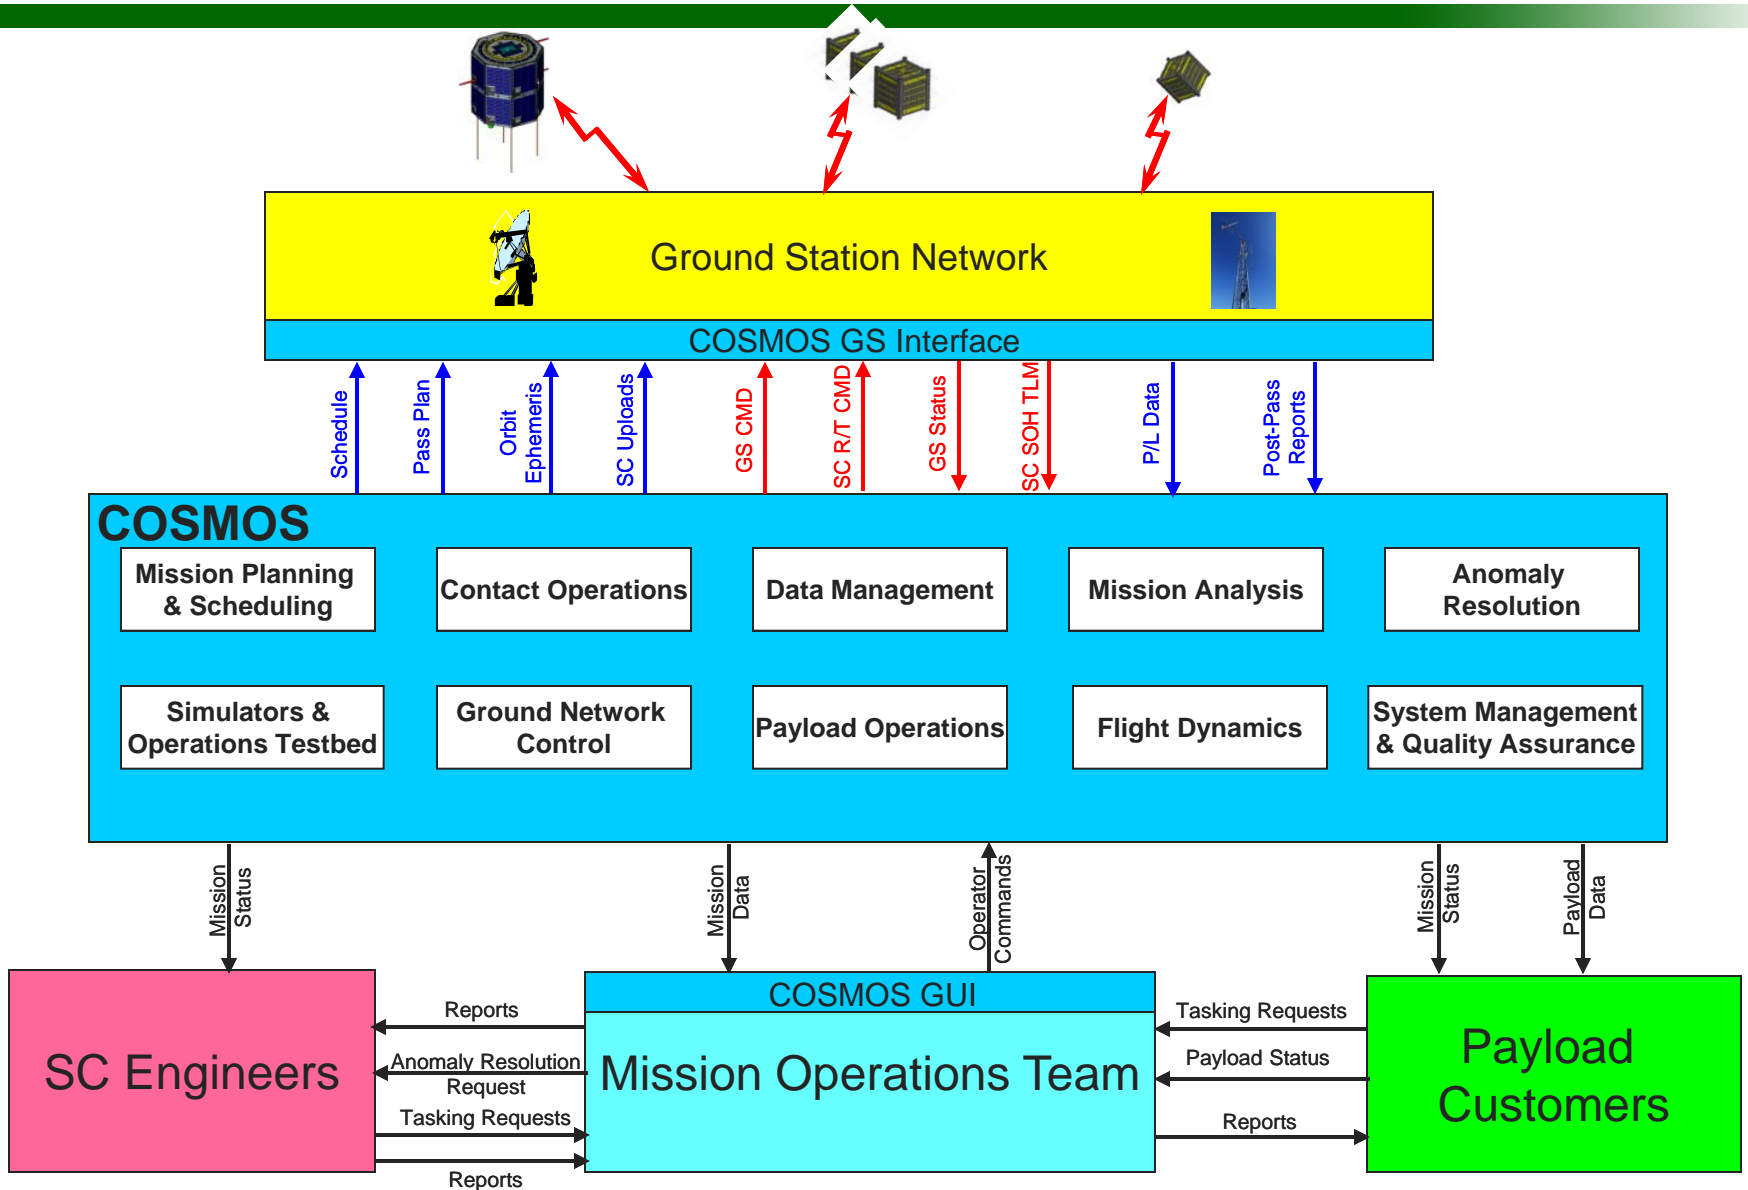 Ground Station Network
COSMOS GS Interface
Schedule
Pass Plan
Orbit
Ephemeris
SC Uploads
GS CMD
SC R/T CMD
GS Status
SC SOH TLM
P/L Data
Post-Pass
Reports
COSMOS
Mission Planning
& Scheduling
Contact Operations
Data Management
Mission Analysis
Anomaly
Resolution
Simulators &
Operations Testbed
Ground Network
Control
Payload Operations
Flight Dynamics
System Management
& Quality Assurance
Mission
Status
Mission
Data
Operator
Commands
Mission
Status
Payload
Data
SC Engineers
Reports
Anomaly Resolution
Request
Tasking Requests
Reports
COSMOS GUI
Mission Operations Team
Tasking Requests
Payload Status
Reports
Payload
Customers